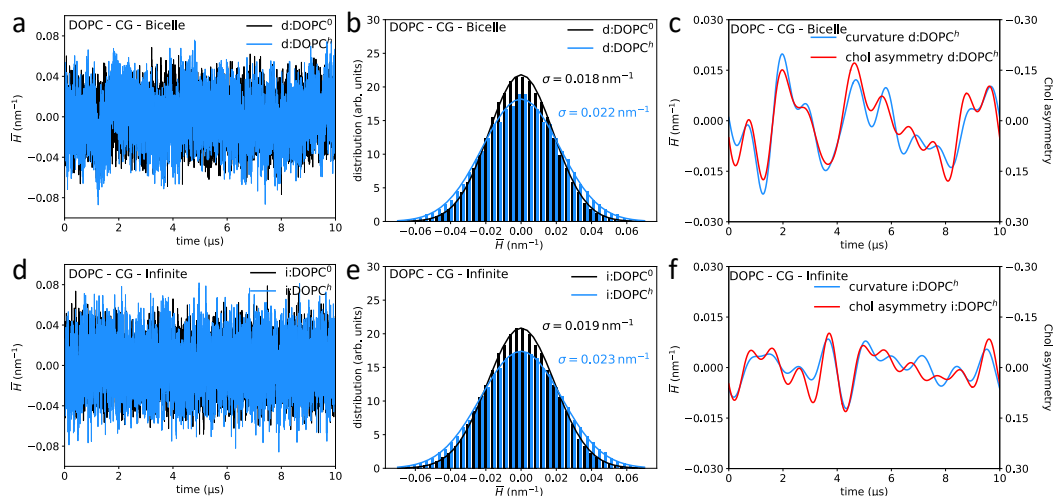 a
DOPC - CG - Bicelle
d:DOPC⁰
d:DOPCʰ
0.08
0.04
0.00
−0.04
−0.08
H̅ (nm⁻¹)
0 2 4 6 8 10
time (μs)
b
DOPC - CG - Bicelle
d:DOPC⁰
d:DOPCʰ
σ = 0.018 nm⁻¹
σ = 0.022 nm⁻¹
30
25
20
15
10
5
0
distribution (arb. units)
−0.06 −0.04 −0.02 0.00 0.02 0.04 0.06
H̅ (nm⁻¹)
c
DOPC - CG - Bicelle
curvature d:DOPCʰ
chol asymmetry d:DOPCʰ
0.030
0.015
0.000
−0.015
−0.030
H̅ (nm⁻¹)
−0.30
−0.15
0.00
0.15
0.30
Chol asymmetry
0 2 4 6 8 10
time (μs)
d
DOPC - CG - Infinite
i:DOPC⁰
i:DOPCʰ
0.08
0.04
0.00
−0.04
−0.08
H̅ (nm⁻¹)
0 2 4 6 8 10
time (μs)
e
DOPC - CG - Infinite
i:DOPC⁰
i:DOPCʰ
σ = 0.019 nm⁻¹
σ = 0.023 nm⁻¹
30
25
20
15
10
5
0
distribution (arb. units)
−0.06 −0.04 −0.02 0.00 0.02 0.04 0.06
H̅ (nm⁻¹)
f
DOPC - CG - Infinite
curvature i:DOPCʰ
chol asymmetry i:DOPCʰ
0.030
0.015
0.000
−0.015
−0.030
H̅ (nm⁻¹)
−0.30
−0.15
0.00
0.15
0.30
Chol asymmetry
0 2 4 6 8 10
time (μs)